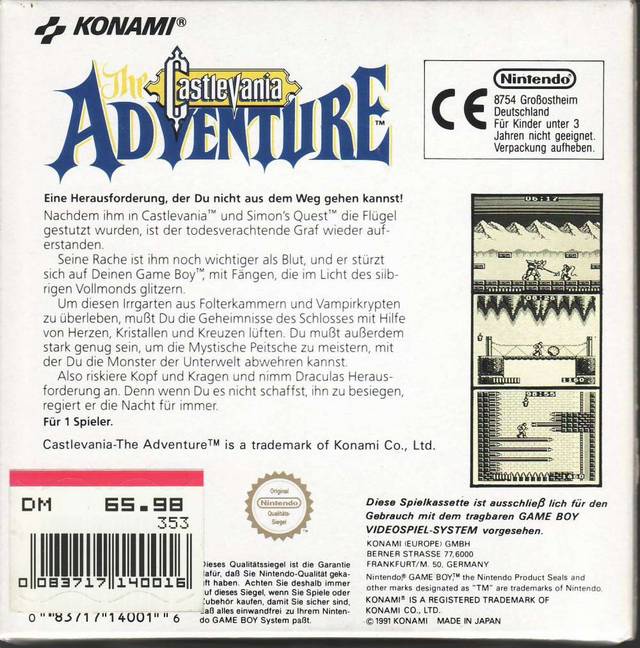 KONAMI®
The Castlevania
ADVENTURE™
Nintendo®
CE
8754 Großostheim
Deutschland
Für Kinder unter 3
Jahren nicht geeignet.
Verpackung aufheben.
Eine Herausforderung, der Du nicht aus dem Weg gehen kannst!
Nachdem ihm in Castlevania™ und Simon's Quest™ die Flügel
gestutzt wurden, ist der todesverachtende Graf wieder auf-
erstanden.
Seine Rache ist ihm noch wichtiger als Blut, und er stürzt
sich auf Deinen Game Boy™, mit Fängen, die im Licht des silb-
rigen Vollmonds glitzern.
Um diesen Irrgarten aus Folterkammern und Vampirkrypten
zu überleben, mußt Du die Geheimnisse des Schlosses mit Hilfe
von Herzen, Kristallen und Kreuzen lüften. Du mußt außerdem
stark genug sein, um die Mystische Peitsche zu meistern, mit
der Du die Monster der Unterwelt abwehren kannst.
Also riskiere Kopf und Kragen und nimm Draculas Heraus-
forderung an. Denn wenn Du es nicht schaffst, ihn zu besiegen,
regiert er die Nacht für immer.
Für 1 Spieler.
Castlevania-The Adventure™ is a trademark of Konami Co., Ltd.
06:17
08:26
08:55
DM 65.98
353
0 083717 140016
0 83717 14001 6
Original
Nintendo
Qualitäts-
Siegel
Dieses Qualitätssiegel ist die Garantie
dafür, daß Sie Nintendo-Qualität geka-
uft haben. Achten Sie deshalb immer
auf dieses Siegel, wenn Sie Spiele oder
Zubehör kaufen, damit Sie sicher sind,
daß alles einwandfrei zu Ihrem Ninten-
do GAME BOY System paßt.
Diese Spielkassette ist ausschließ lich für den
Gebrauch mit dem tragbaren GAME BOY
VIDEOSPIEL-SYSTEM vorgesehen.
KONAMI (EUROPE) GMBH
BERNER STRASSE 77,6000
FRANKFURT/M. 50, GERMANY
Nintendo,® GAME BOY,™ the Nintendo Product Seals and
other marks designated as "TM" are trademarks of Nintendo.
KONAMI® IS A REGISTERED TRADEMARK OF
KONAMI CO., LTD.
© 1991 KONAMI MADE IN JAPAN